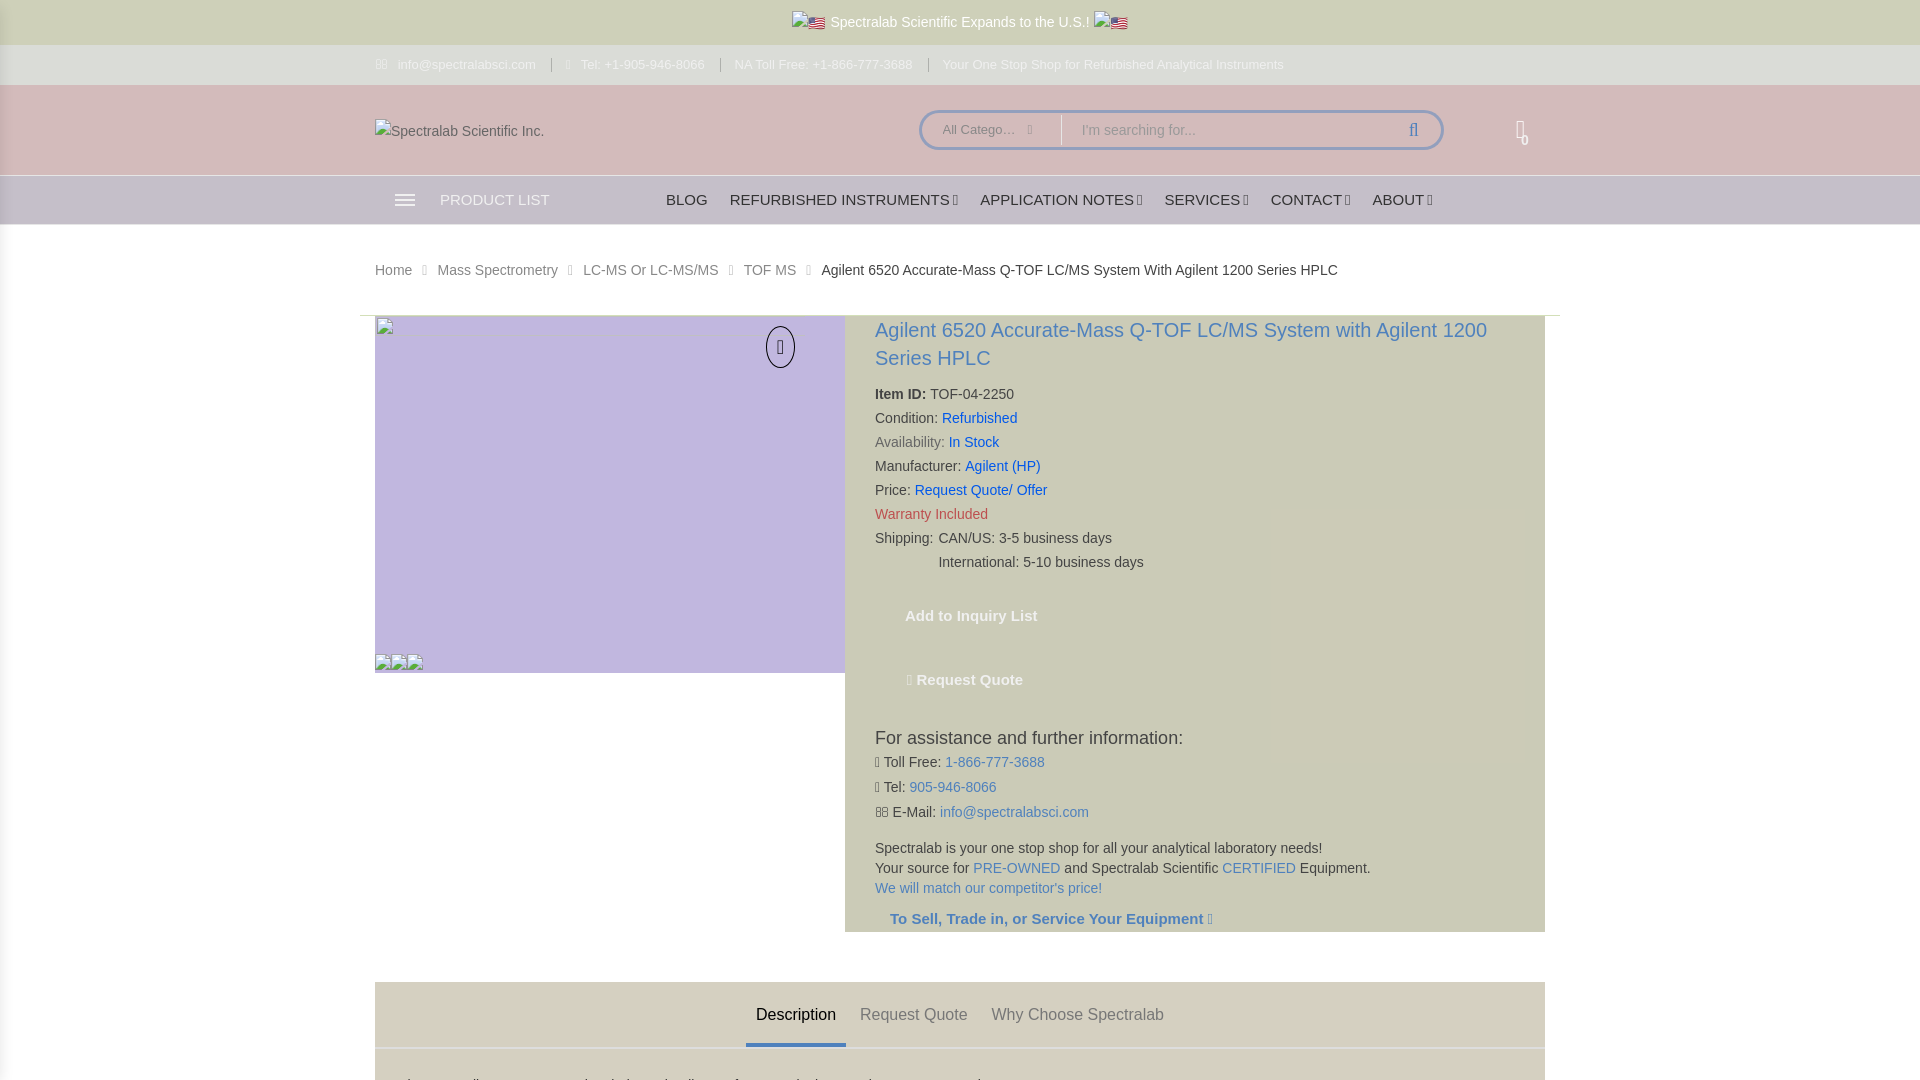 Spectralab Scientific Expands to the U.S.!
info@spectralabsci.com
Tel: +1-905-946-8066
NA Toll Free: +1-866-777-3688
Your One Stop Shop for Refurbished Analytical Instruments
Spectralab Scientific Inc.
All Catego...
I'm searching for...
0
PRODUCT LIST
BLOG
REFURBISHED INSTRUMENTS
APPLICATION NOTES
SERVICES
CONTACT
ABOUT
Home
Mass Spectrometry
LC-MS Or LC-MS/MS
TOF MS
Agilent 6520 Accurate-Mass Q-TOF LC/MS System With Agilent 1200 Series HPLC
Agilent 6520 Accurate-Mass Q-TOF LC/MS System with Agilent 1200
Series HPLC
Item ID: TOF-04-2250
Condition: Refurbished
Availability: In Stock
Manufacturer: Agilent (HP)
Price: Request Quote/ Offer
Warranty Included
Shipping: CAN/US: 3-5 business days
International: 5-10 business days
Add to Inquiry List
Request Quote
For assistance and further information:
Toll Free: 1-866-777-3688
Tel: 905-946-8066
E-Mail: info@spectralabsci.com
Spectralab is your one stop shop for all your analytical laboratory needs!
Your source for PRE-OWNED and Spectralab Scientific CERTIFIED Equipment.
We will match our competitor's price!
To Sell, Trade in, or Service Your Equipment
Description
Request Quote
Why Choose Spectralab